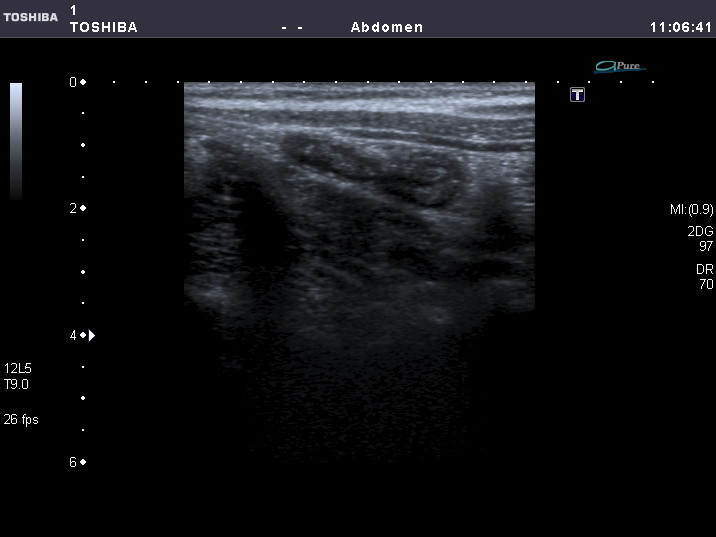 TOSHIBA
1
TOSHIBA
- -
Abdomen
11:06:41
aPure
T
0
2
4
6
MI:(0.9)
2DG
97
DR
70
12L5
T9.0
26 fps